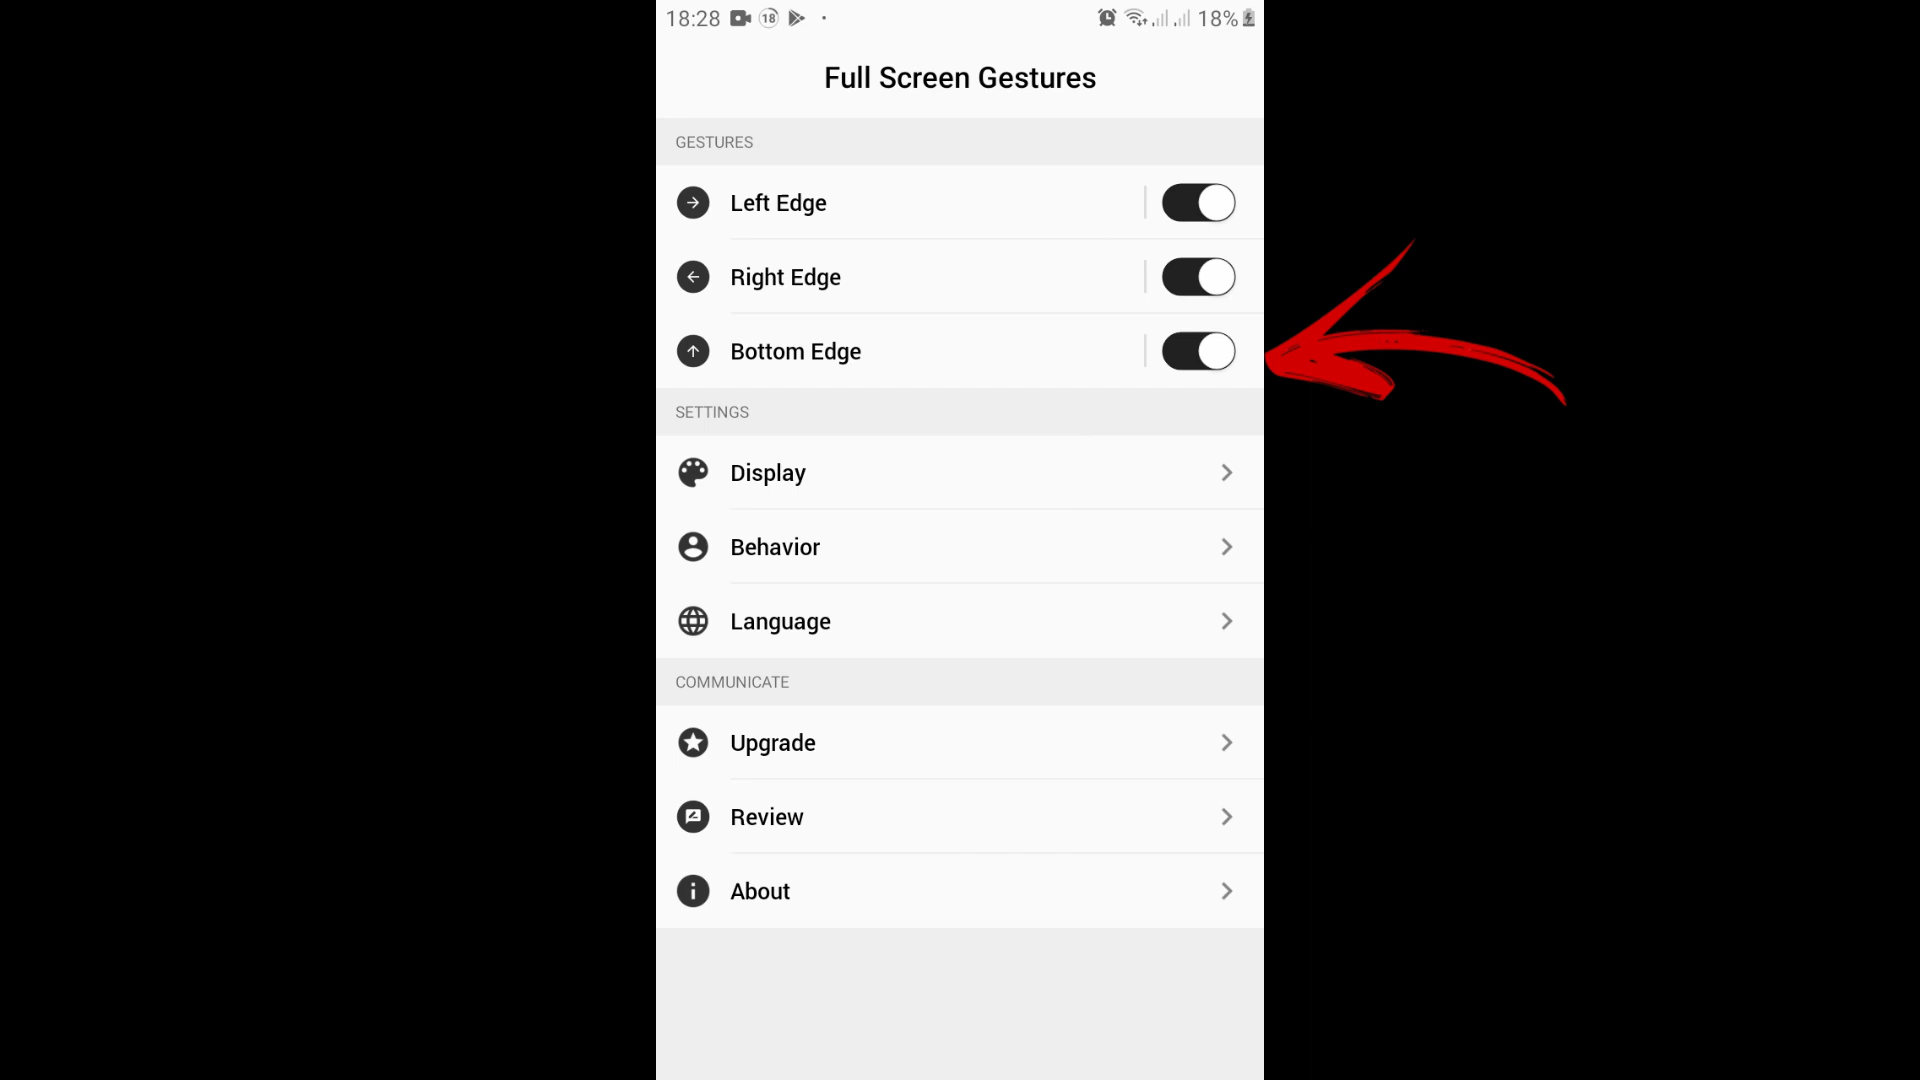 18:28 18 18%
Full Screen Gestures
GESTURES
Left Edge
Right Edge
Bottom Edge
SETTINGS
Display
Behavior
Language
COMMUNICATE
Upgrade
Review
About